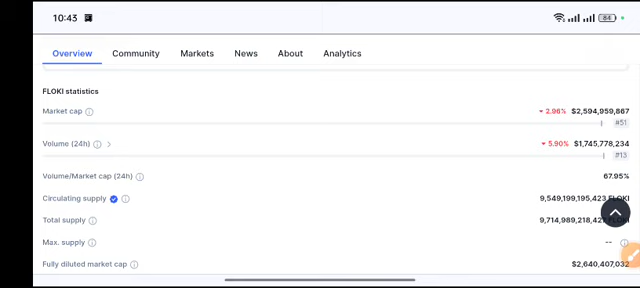 10:43 84
Overview Community Markets News About Analytics
FLOKI statistics
Market cap 2.96% $2,594,959,867
#51
Volume (24h) 5.90% $1,745,778,234
#13
Volume/Market cap (24h) 67.95%
Circulating supply 9,549,199,195,423 FLOKI
Total supply 9,714,989,218,427 FLOKI
Max. supply --
Fully diluted market cap $2,640,407,032